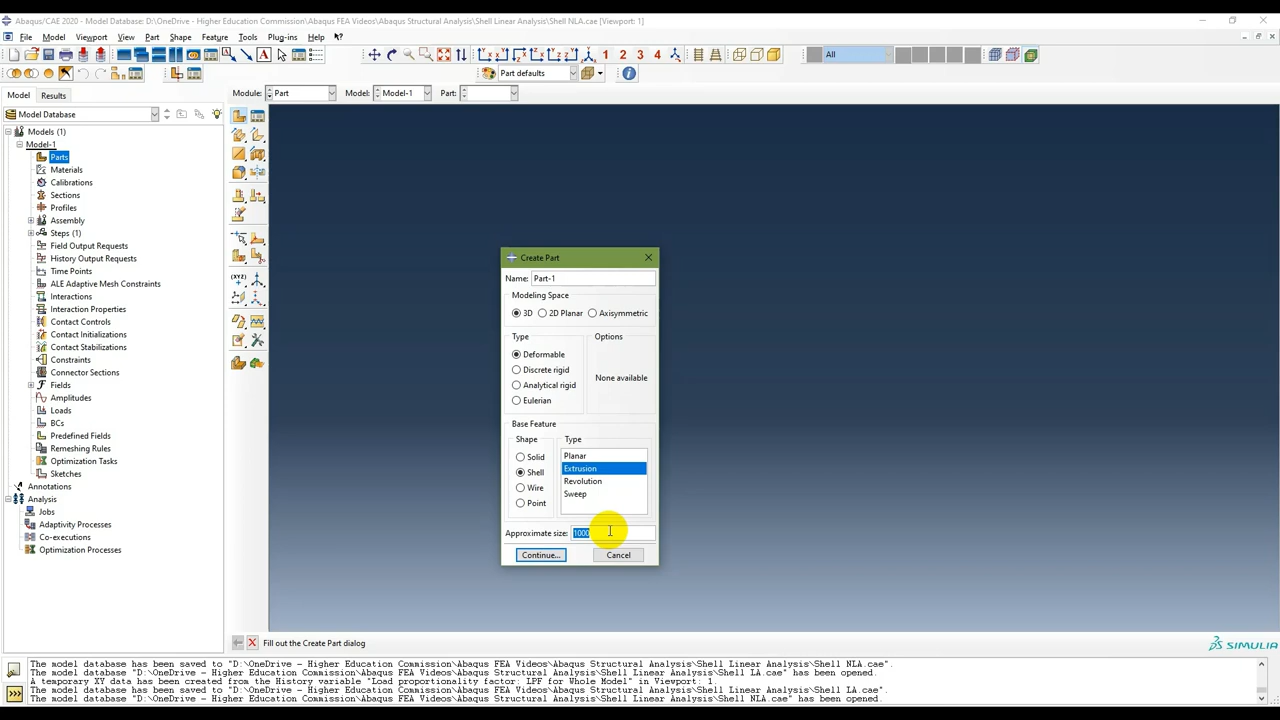 Abaqus/CAE - Model Database: D:\OneDrive - Higher Education Commission\Abaqus FEA Videos\Abaqus Structural Analysis\Shell Linear Analysis\Shell NLA.cae [Viewport: 1]
File Model Viewport View Part Shape Feature Tools Plug-ins Help
1 2 3 4 All
Part defaults
Model Results Module: Part Model: Model-1 Part:
Model Database
Models (1)
Model-1
Parts
Materials
Calibrations
Sections
Profiles
Assembly
Steps (1)
Field Output Requests
History Output Requests
Time Points
ALE Adaptive Mesh Constraints
Interactions
Interaction Properties
Contact Controls
Contact Initializations
Contact Stabilizations
Constraints
Connector Sections
Fields
Amplitudes
Loads
BCs
Predefined Fields
Remeshing Rules
Optimization Tasks
Sketches
Annotations
Analysis
Jobs
Adaptivity Processes
Co-executions
Optimization Processes
Create Part
Name: Part-1
Modeling Space
3D 2D Planar Axisymmetric
Type Options
Deformable
Discrete rigid
Analytical rigid
Eulerian
None available
Base Feature
Shape Type
Solid
Shell
Wire
Point
Planar
Extrusion
Revolution
Sweep
Approximate size: 1000
Continue... Cancel
Fill out the Create Part dialog
SIMULIA
The model database has been saved to "D:\OneDrive - Higher Education Commission\Abaqus FEA Videos\Abaqus Structural Analysis\Shell Linear Analysis\Shell NLA.cae".
The model database "D:\OneDrive - Higher Education Commission\Abaqus FEA Videos\Abaqus Structural Analysis\Shell Linear Analysis\Shell LA.cae" has been opened.
A temporary XY data has been created from the History variable "Load proportionality factor: LPF for Whole Model" in Viewport: 1.
The model database has been saved to "D:\OneDrive - Higher Education Commission\Abaqus FEA Videos\Abaqus Structural Analysis\Shell Linear Analysis\Shell LA.cae".
The model database "D:\OneDrive - Higher Education Commission\Abaqus FEA Videos\Abaqus Structural Analysis\Shell Linear Analysis\Shell NLA.cae" has been opened.